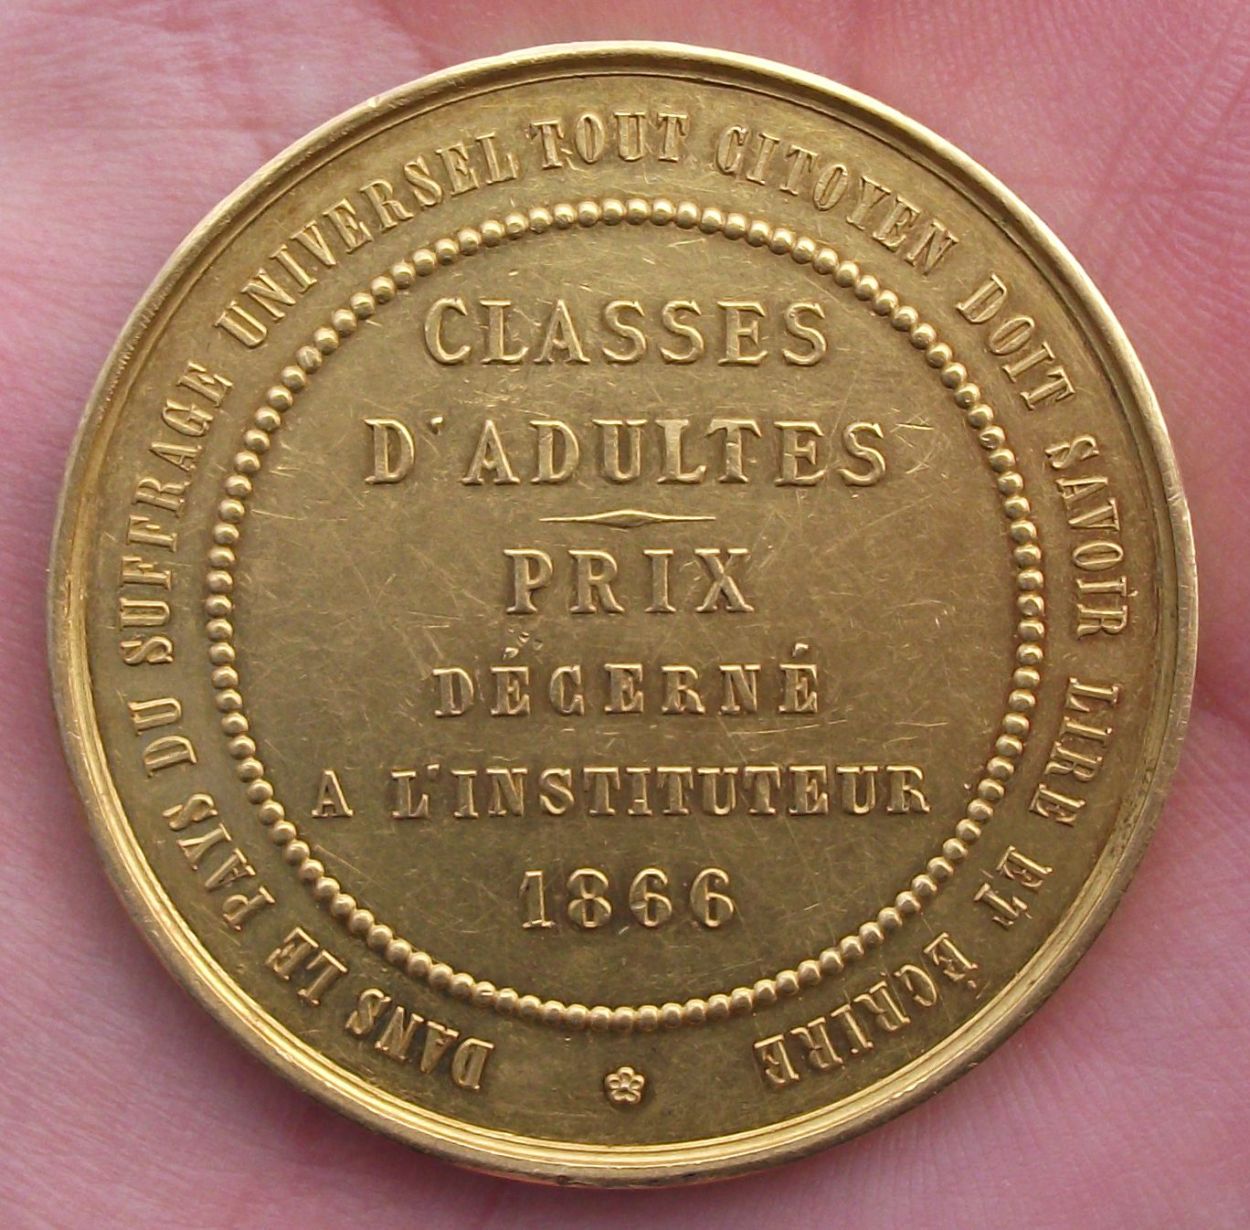 DANS LE PAYS DU SUFFRAGE UNIVERSEL TOUT CITOYEN DOIT SAVOIR LIRE ET ÉCRIRE
CLASSES
D'ADULTES
PRIX
DÉCERNÉ
A L'INSTITUTEUR
1866